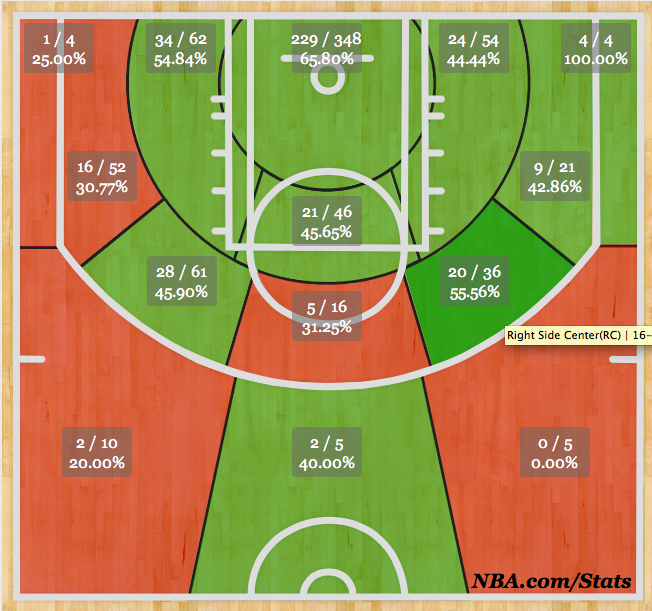 1 / 4
25.00%
34 / 62
54.84%
229 / 348
65.80%
24 / 54
44.44%
4 / 4
100.00%
16 / 52
30.77%
9 / 21
42.86%
21 / 46
45.65%
28 / 61
45.90%
20 / 36
55.56%
5 / 16
31.25%
Right Side Center(RC) | 16-
2 / 10
20.00%
2 / 5
40.00%
0 / 5
0.00%
NBA.com/Stats